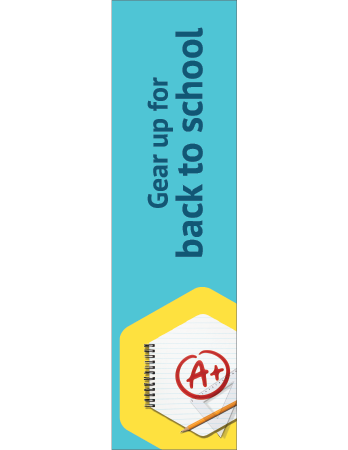 Gear up for
back to school
A+